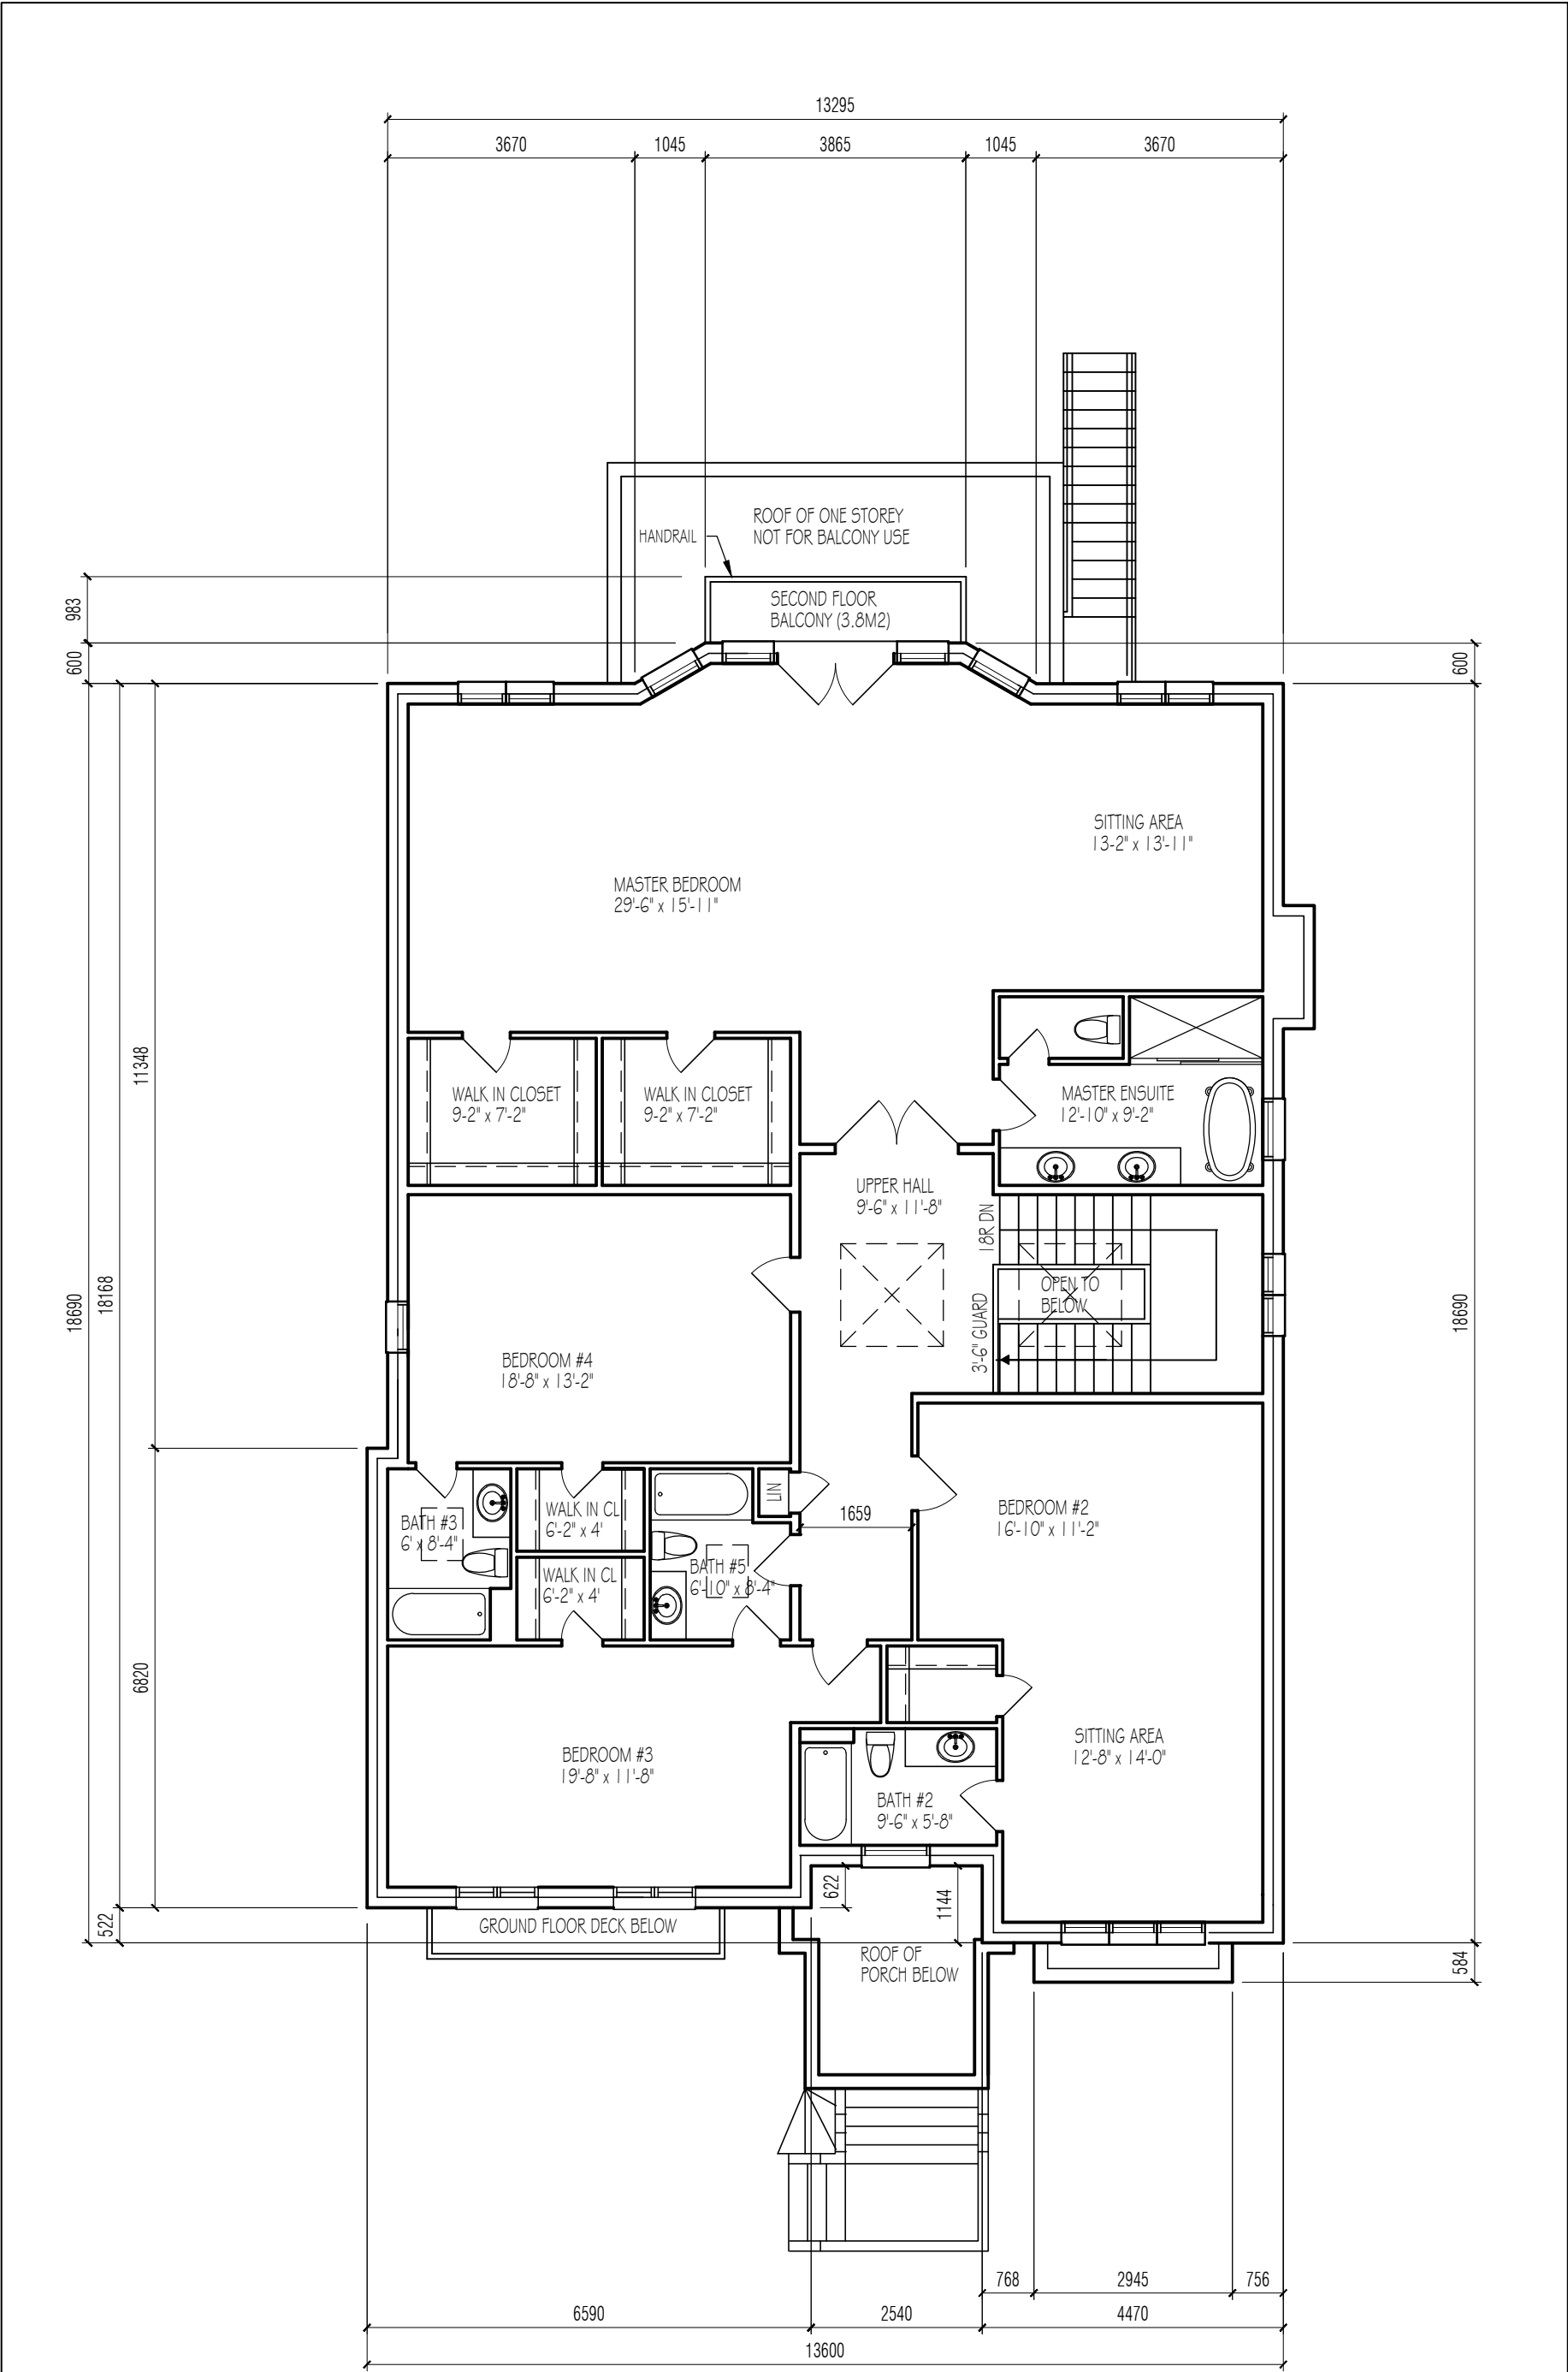 13295
3670
1045
3865
1045
3670
ROOF OF ONE STOREY
NOT FOR BALCONY USE
HANDRAIL
SECOND FLOOR
BALCONY (3.8M2)
983
600
600
SITTING AREA
13-2" x 13'-11"
MASTER BEDROOM
29'-6" x 15'-11"
11348
WALK IN CLOSET
9-2" x 7'-2"
WALK IN CLOSET
9-2" x 7'-2"
MASTER ENSUITE
12'-10" x 9'-2"
UPPER HALL
9'-6" x 11'-8"
18R DN
OPEN TO
BELOW
3'-6" GUARD
18690
18168
18690
BEDROOM #4
18'-8" x 13'-2"
LIN
WALK IN CL
6'-2" x 4'
BATH #3
6' x 8'-4"
1659
BEDROOM #2
16'-10" x 11'-2"
WALK IN CL
6'-2" x 4'
BATH #5
6'-10" x 8'-4"
6820
SITTING AREA
12'-8" x 14'-0"
BEDROOM #3
19'-8" x 11'-8"
BATH #2
9'-6" x 5'-8"
622
1144
522
GROUND FLOOR DECK BELOW
ROOF OF
PORCH BELOW
584
768
2945
756
6590
2540
4470
13600